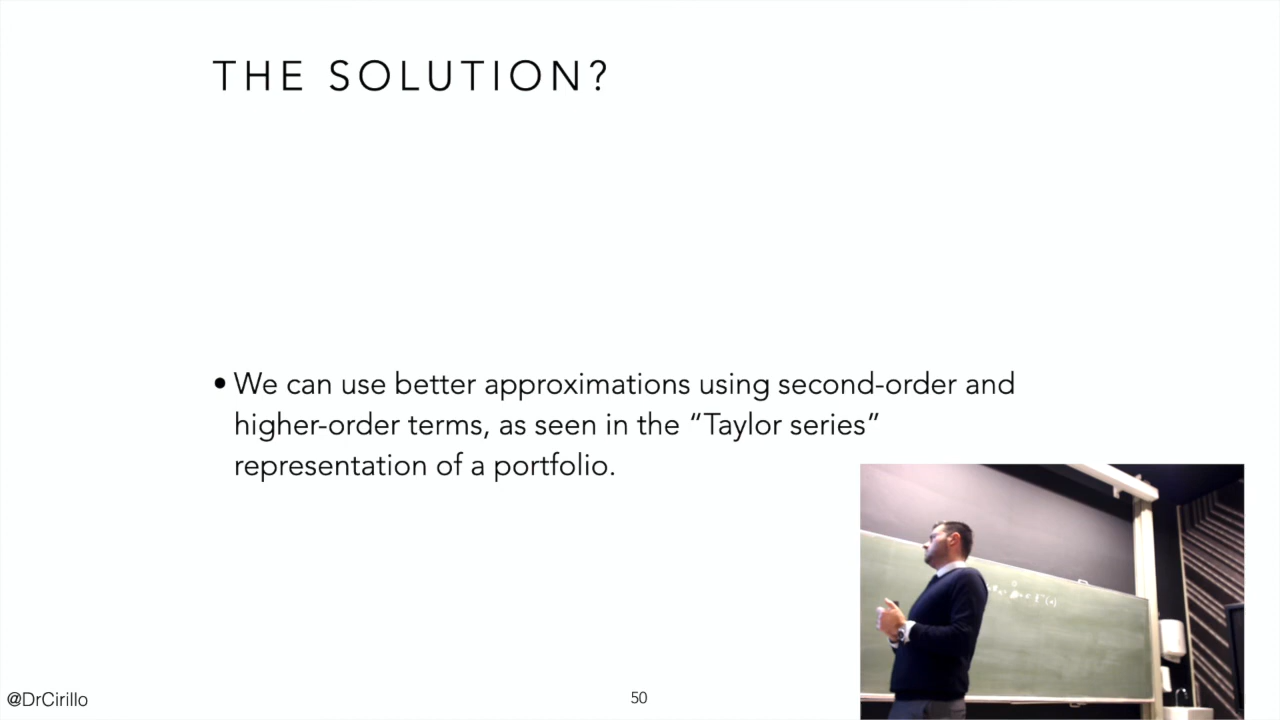 THE SOLUTION?
• We can use better approximations using second-order and
higher-order terms, as seen in the “Taylor series”
representation of a portfolio.
@DrCirillo
50